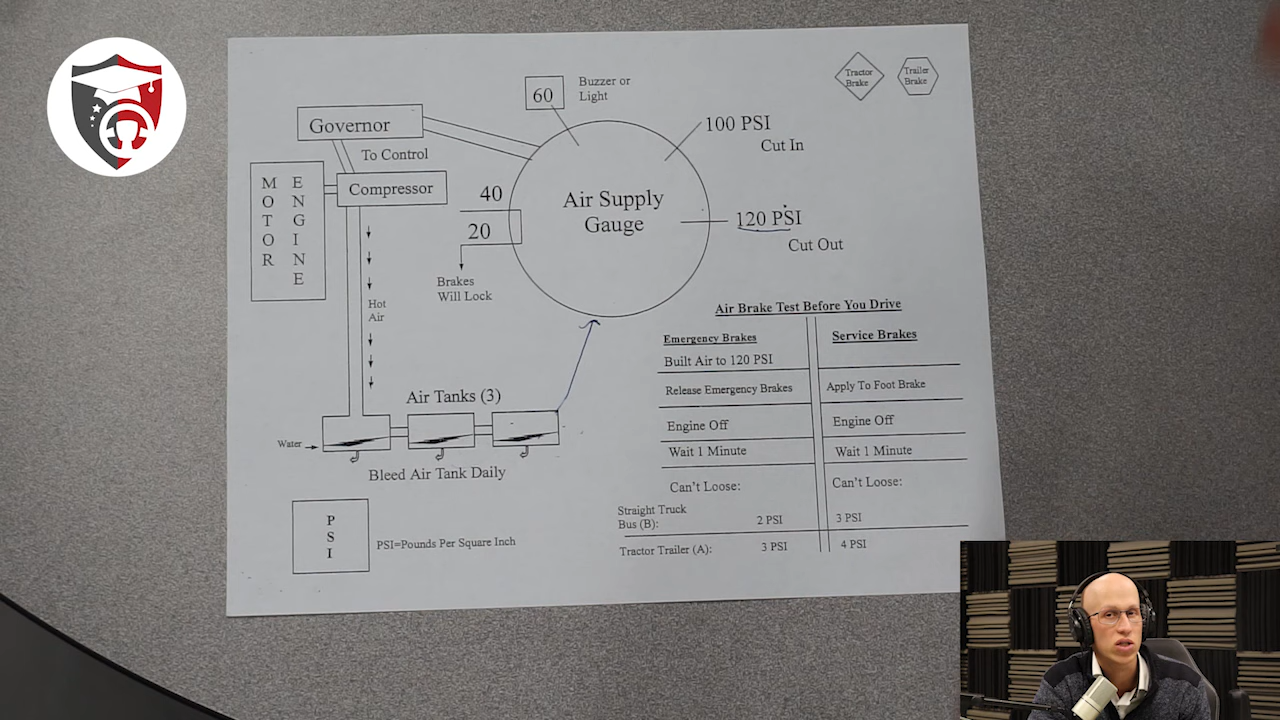 Tractor
Brake
Trailer
Brake
60
Buzzer or
Light
Governor
To Control
Compressor
MOTOR
ENGINE
100 PSI
Cut In
Air Supply
Gauge
40
20
120 PSI
Cut Out
Brakes
Will Lock
Hot
Air
Air Tanks (3)
Water
Bleed Air Tank Daily
PSI
PSI=Pounds Per Square Inch
Air Brake Test Before You Drive
Emergency Brakes
Service Brakes
Built Air to 120 PSI
Release Emergency Brakes
Apply To Foot Brake
Engine Off
Engine Off
Wait 1 Minute
Wait 1 Minute
Can't Loose:
Can't Loose:
Straight Truck
Bus (B):
2 PSI
3 PSI
Tractor Trailer (A):
3 PSI
4 PSI